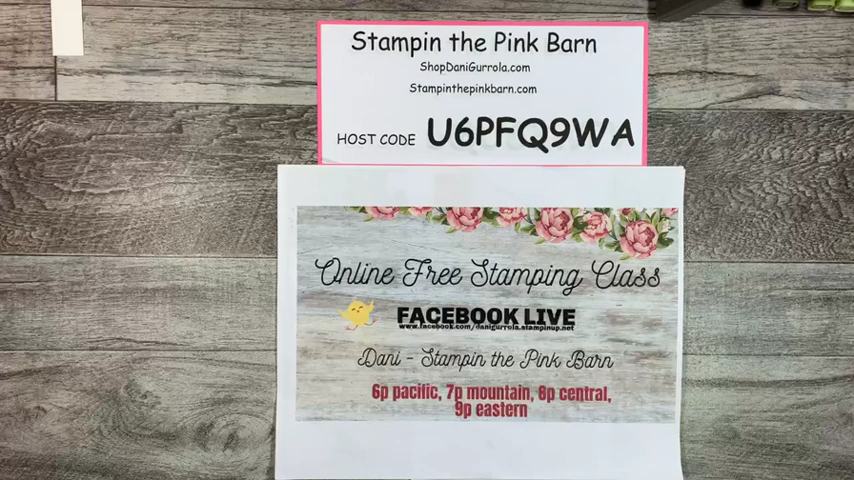 Stampin the Pink Barn
ShopDaniGurrola.com
Stampinthepinkbarn.com
HOST CODE U6PFQ9WA
Online Free Stamping Class
FACEBOOK LIVE
www.facebook.com/danigurrola.stampinup.net
Dani - Stampin the Pink Barn
6p pacific, 7p mountain, 8p central,
9p eastern